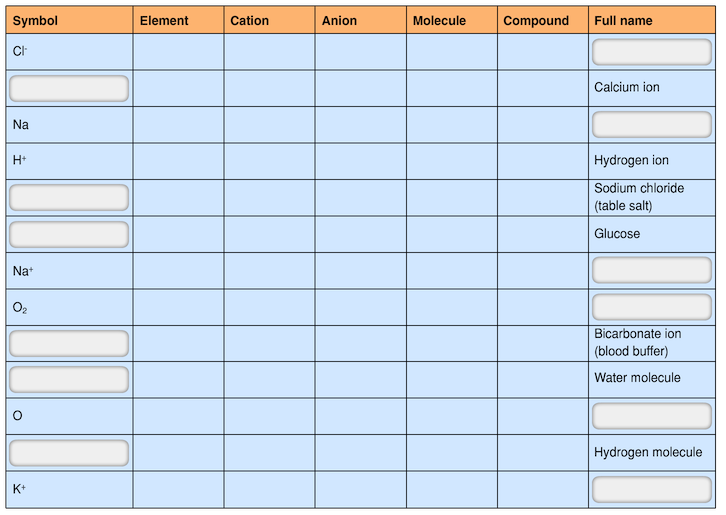 Symbol Element Cation Anion Molecule Compound Full name
Cl⁻
Calcium ion
Na
H⁺ Hydrogen ion
Sodium chloride
(table salt)
Glucose
Na⁺
O₂
Bicarbonate ion
(blood buffer)
Water molecule
O
Hydrogen molecule
K⁺